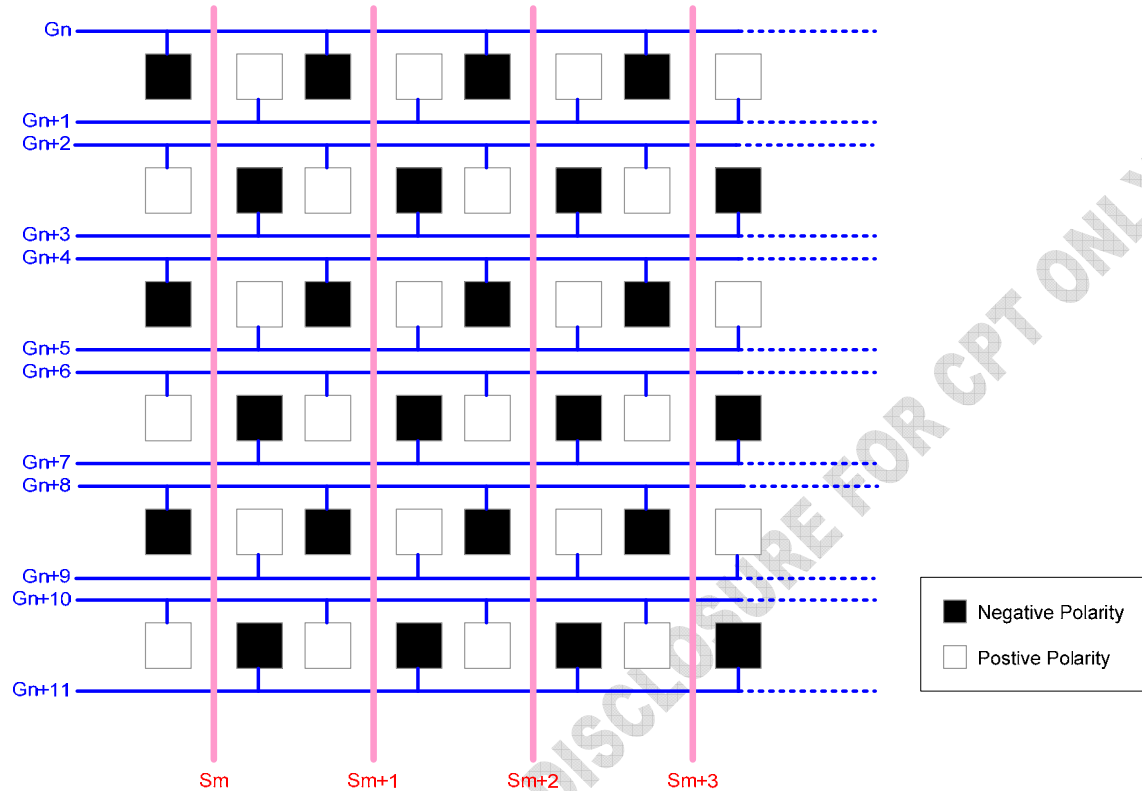 Gn
Gn+1
Gn+2
Gn+3
Gn+4
Gn+5
Gn+6
Gn+7
Gn+8
Gn+9
Gn+10
Gn+11
Sm
Sm+1
Sm+2
Sm+3
Negative Polarity
Postive Polarity
DISCLOSURE FOR CPT ONLY